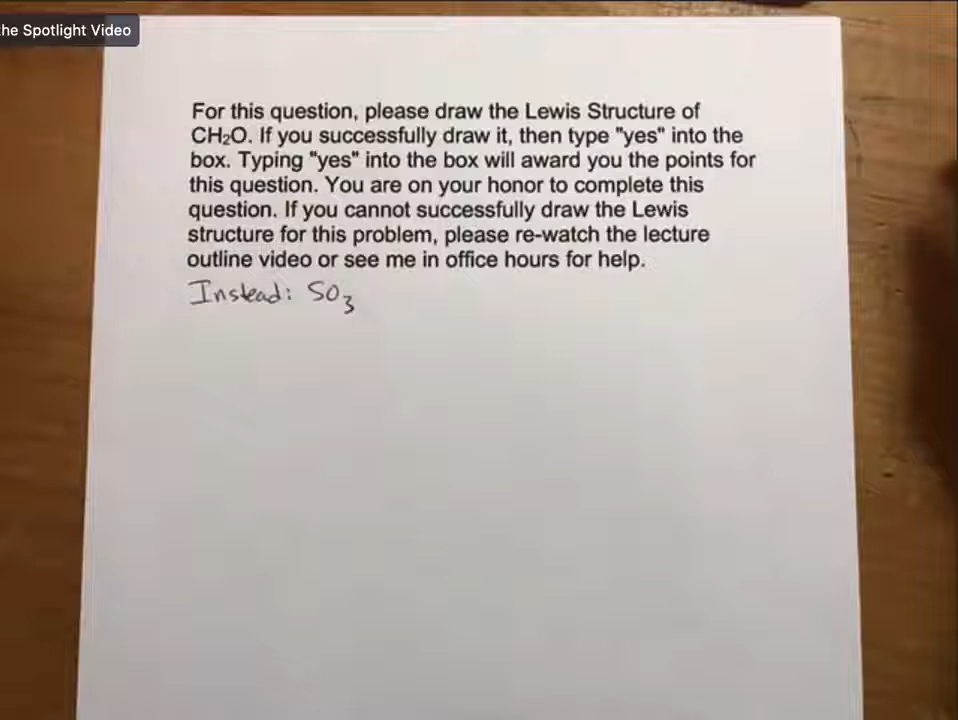 the Spotlight Video
For this question, please draw the Lewis Structure of
CH₂O. If you successfully draw it, then type "yes" into the
box. Typing "yes" into the box will award you the points for
this question. You are on your honor to complete this
question. If you cannot successfully draw the Lewis
structure for this problem, please re-watch the lecture
outline video or see me in office hours for help.
Instead: SO₃